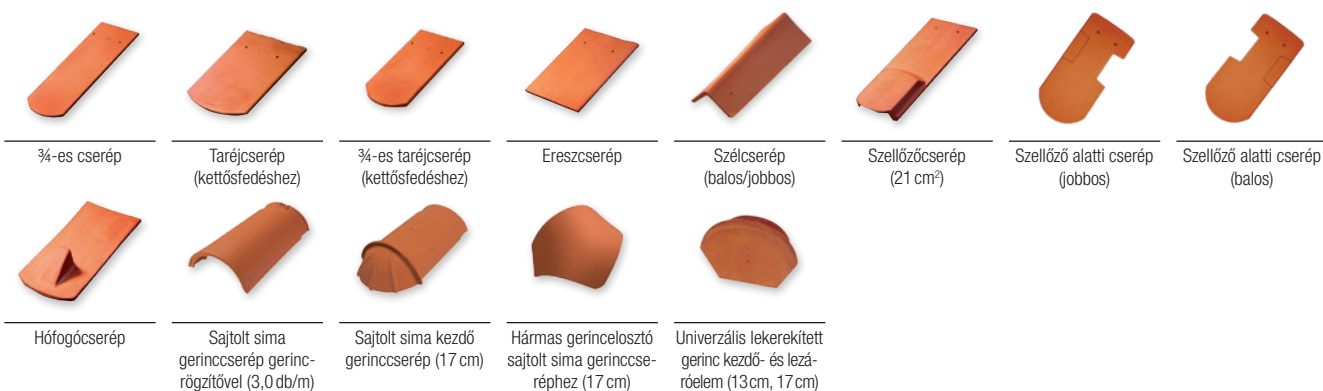 ¾-es cserép
Taréjcserép
(kettősfedéshez)
¾-es taréjcserép
(kettősfedéshez)
Ereszcserép
Szélcserép
(balos/jobbos)
Szellőzőcserép
(21 cm²)
Szellőző alatti cserép
(jobbos)
Szellőző alatti cserép
(balos)
Hófogócserép
Sajtolt sima
gerinccserép gerinc-
rögzítővel (3,0 db/m)
Sajtolt sima kezdő
gerinccserép (17 cm)
Hármas gerincelosztó
sajtolt sima gerinccse-
réphez (17 cm)
Univerzális lekerekített
gerinc kezdő- és lezá-
róelem (13 cm, 17 cm)